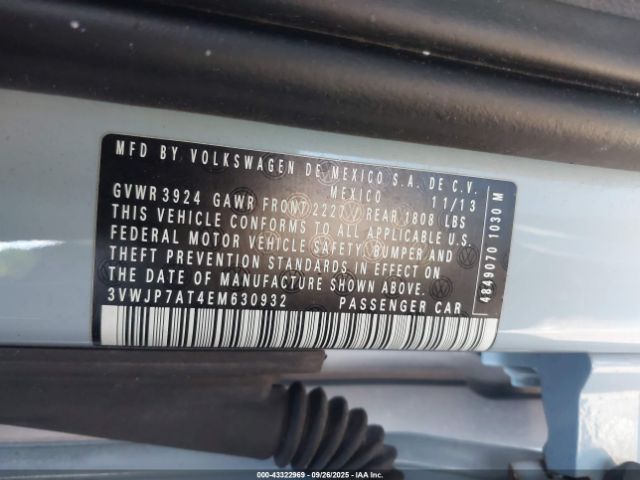 MFD BY VOLKSWAGEN DE MEXICO S.A. DE C.V.
MEXICO 11/13
GVWR 3924 GAWR FRONT 2227 / REAR 1808 LBS
THIS VEHICLE CONFORMS TO ALL APPLICABLE U.S.
FEDERAL MOTOR VEHICLE SAFETY, BUMPER AND
THEFT PREVENTION STANDARDS IN EFFECT ON THE
DATE OF MANUFACTURE SHOWN ABOVE.
3VWJP7AT4EM630932 PASSENGER CAR
4849070 1030 M
000-43322969 09/26/2025 IAA